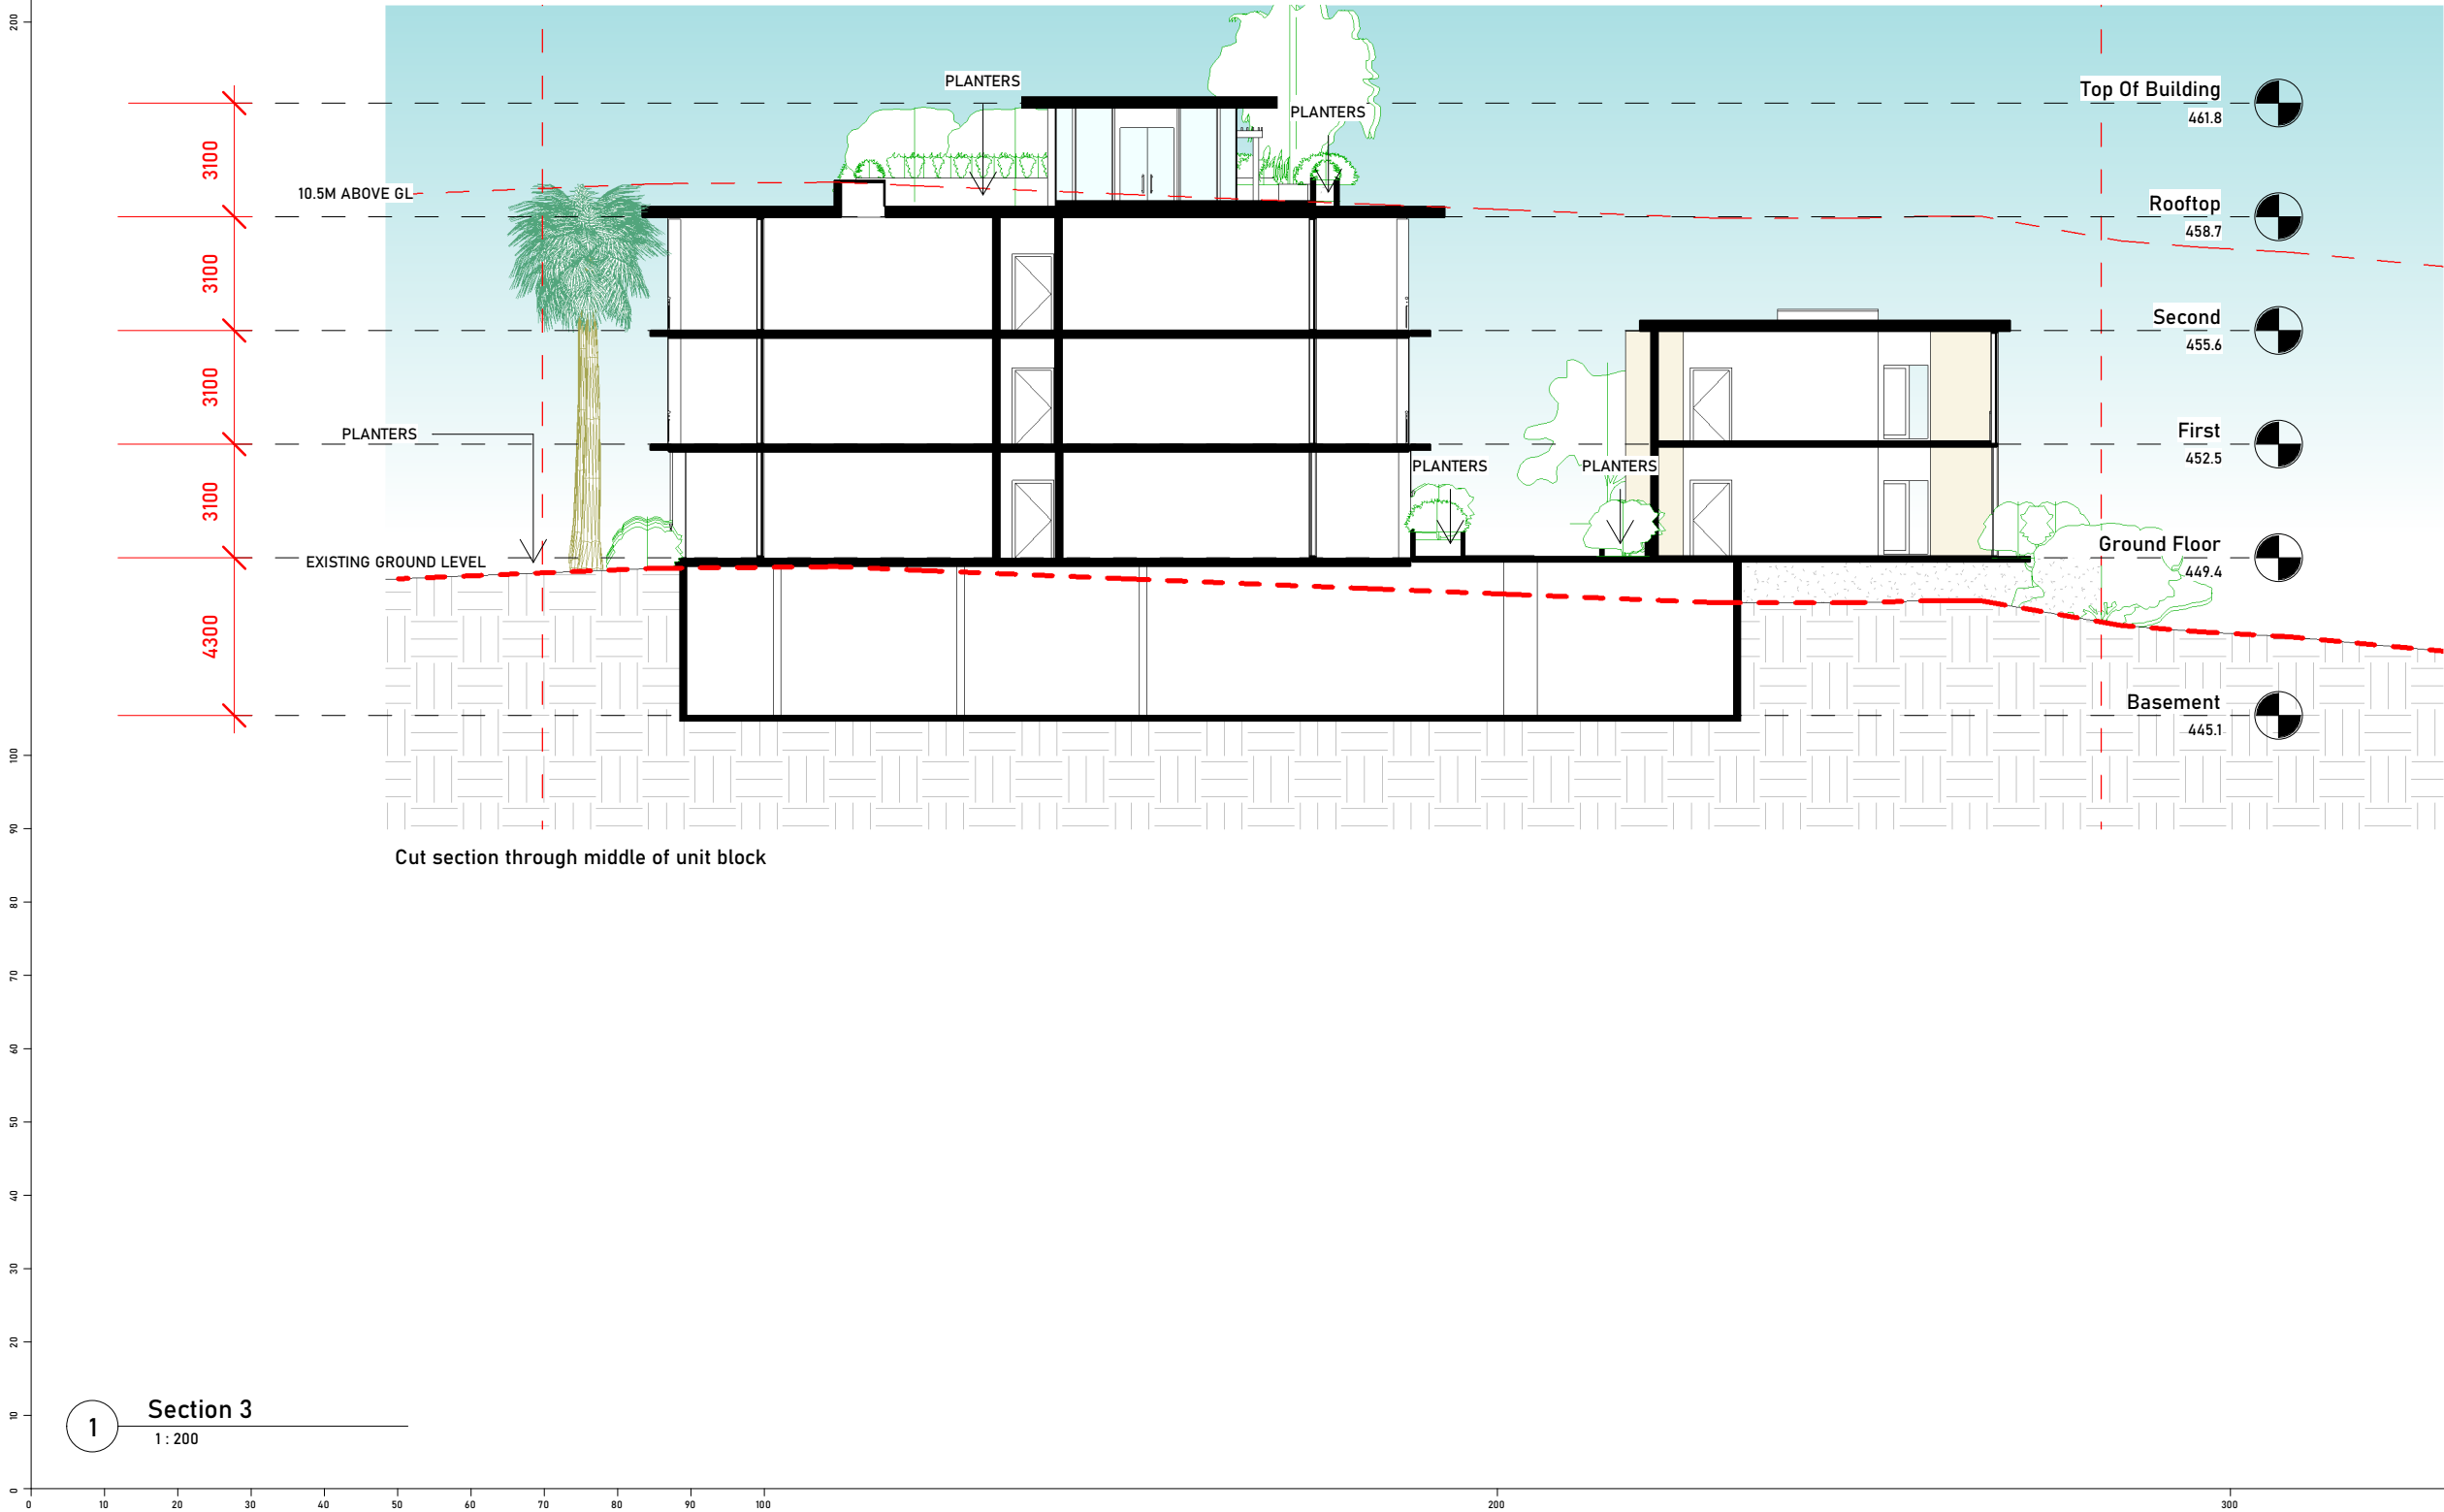 200
PLANTERS
Top Of Building
461.8
PLANTERS
3100
10.5M ABOVE GL
Rooftop
458.7
3100
Second
455.6
3100
PLANTERS
First
452.5
PLANTERS
PLANTERS
3100
Ground Floor
449.4
EXISTING GROUND LEVEL
4300
Basement
445.1
100
90
Cut section through middle of unit block
80
70
60
50
40
30
20
10
1
Section 3
1 : 200
0
0 10 20 30 40 50 60 70 80 90 100 200 300